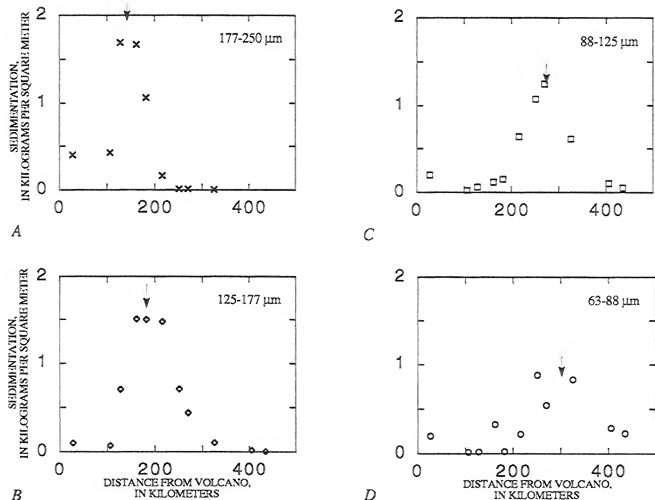 2
177-250 µm
SEDIMENTATION,
IN KILOGRAMS PER SQUARE METER
1
0
0
200
400
A
2
88-125 µm
1
0
0
200
400
C
2
125-177 µm
SEDIMENTATION,
IN KILOGRAMS PER SQUARE METER
1
0
0
200
400
DISTANCE FROM VOLCANO,
IN KILOMETERS
B
2
63-88 µm
1
0
0
200
400
DISTANCE FROM VOLCANO,
IN KILOMETERS
D